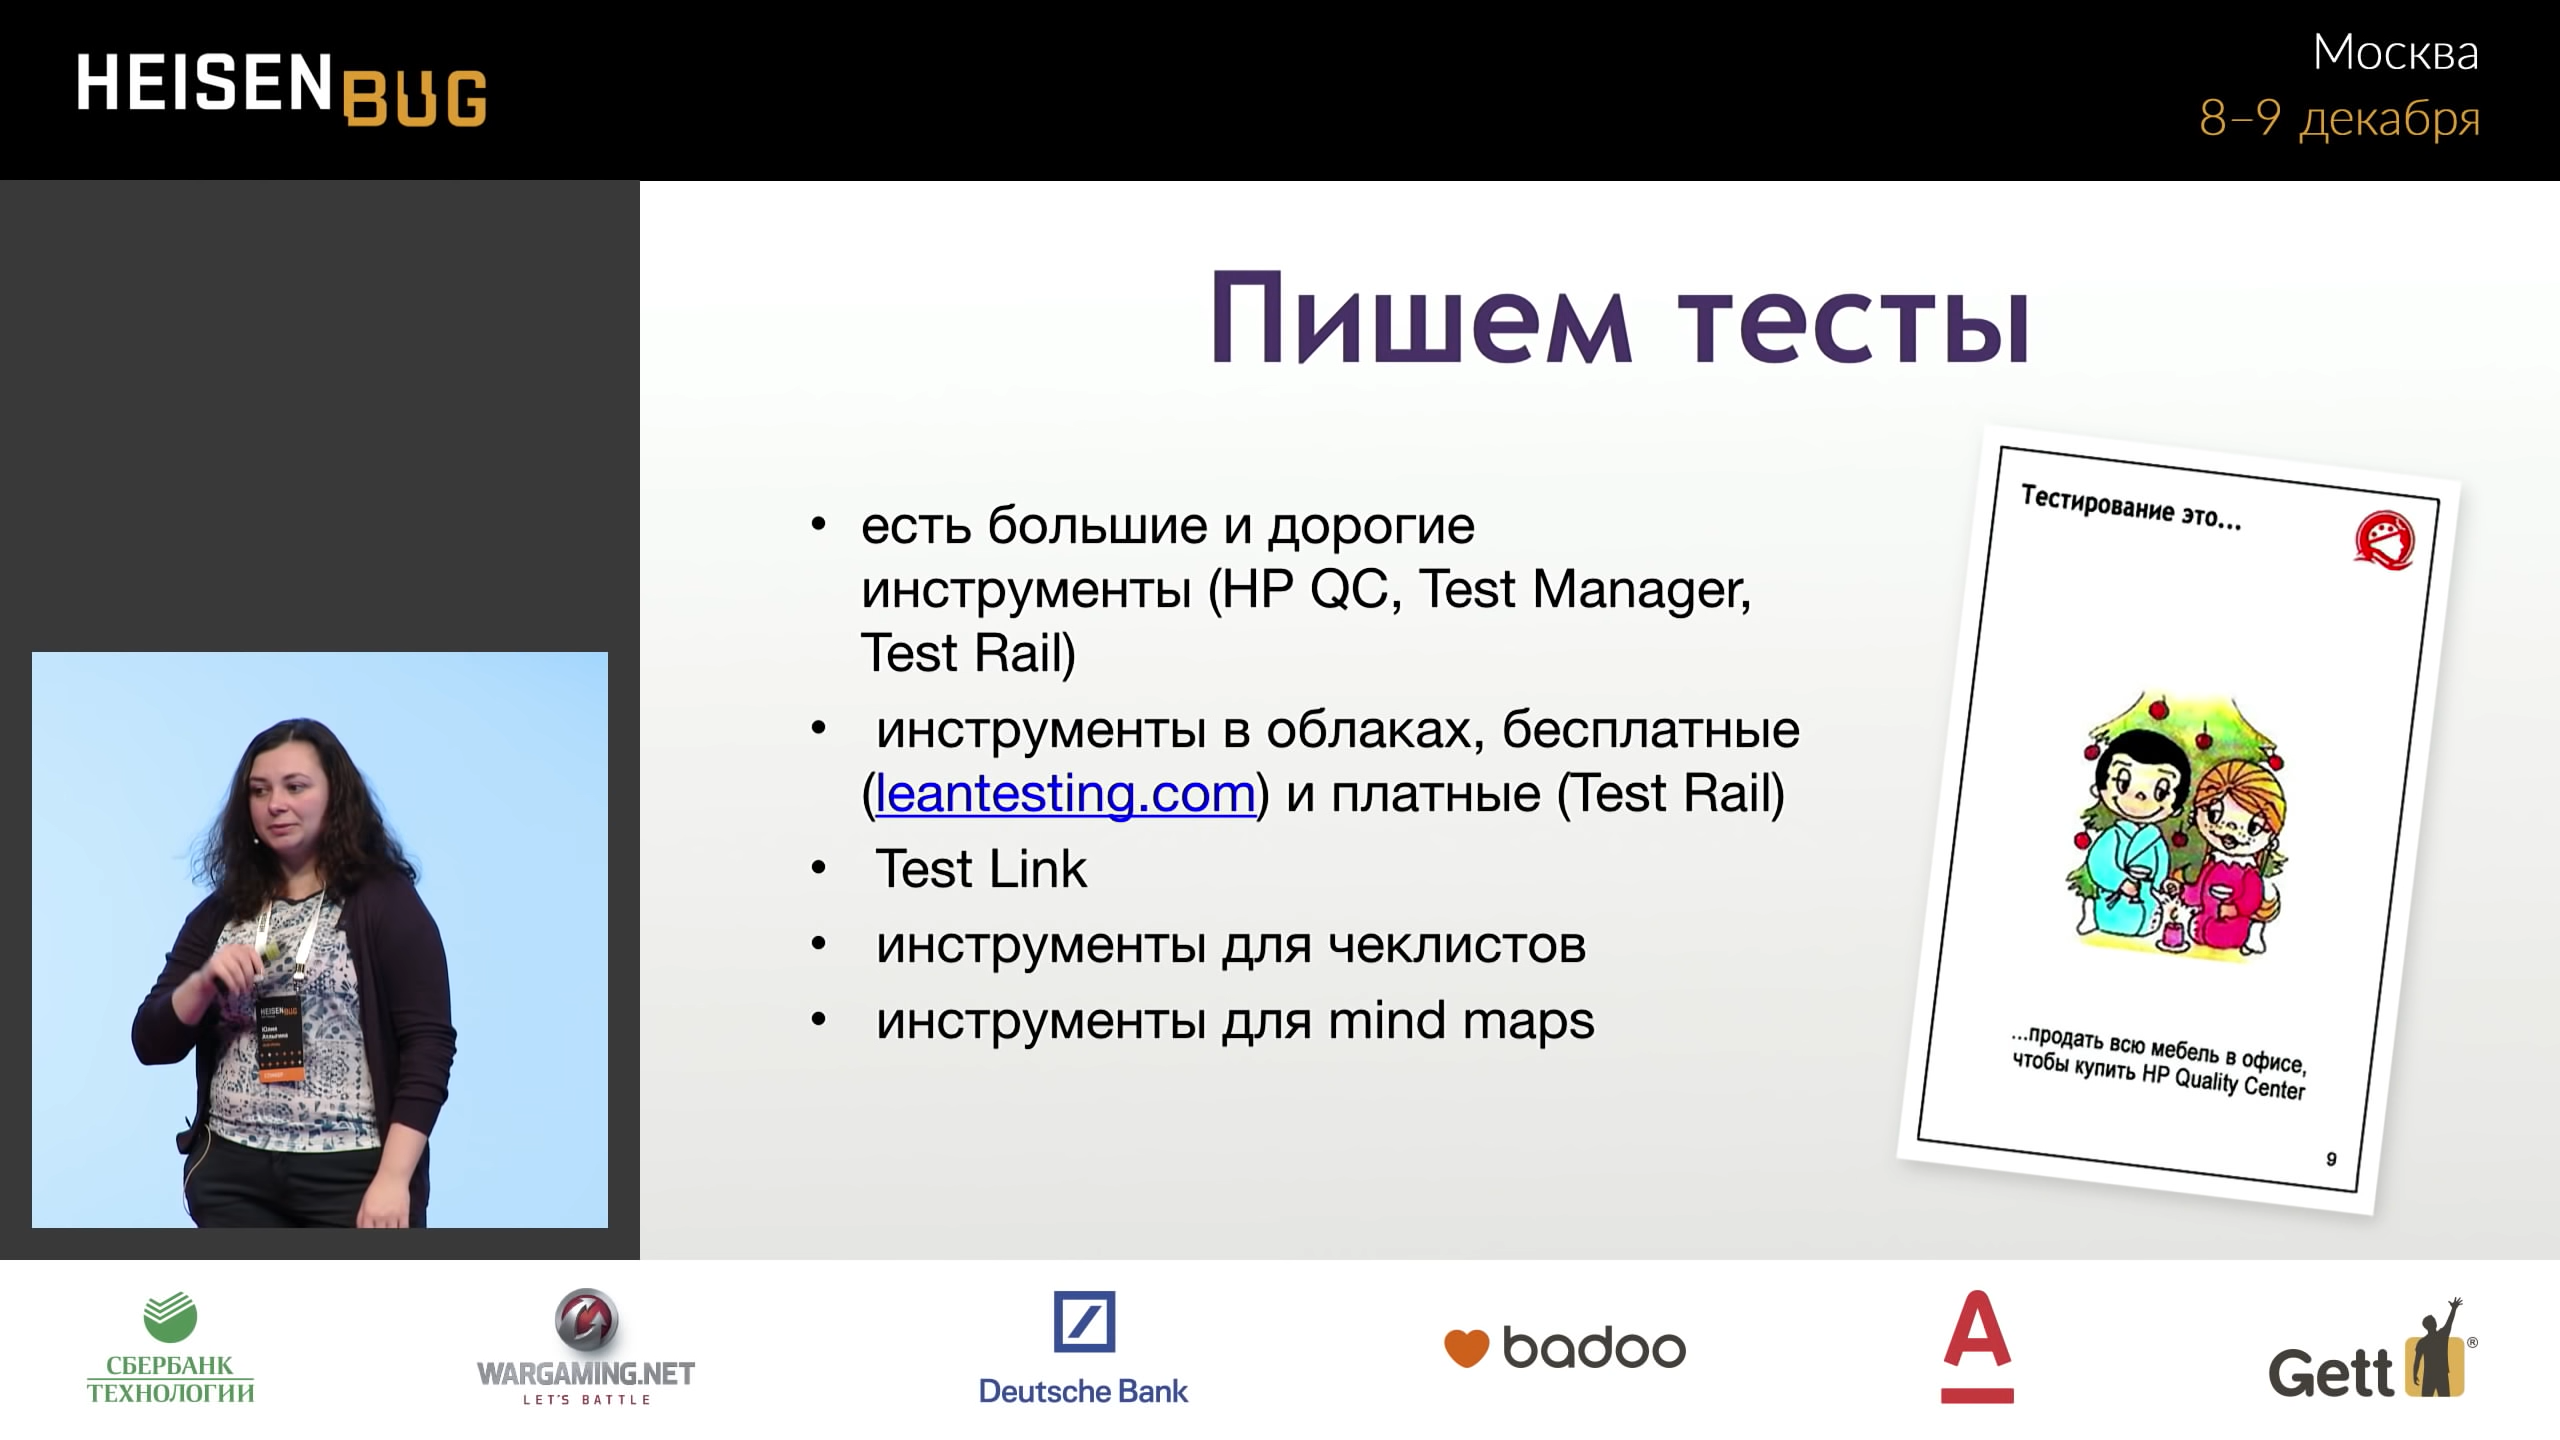 HEISENBUG
Москва
8–9 декабря
Пишем тесты
• есть большие и дорогие
инструменты (HP QC, Test Manager,
Test Rail)
• инструменты в облаках, бесплатные
(leantesting.com) и платные (Test Rail)
• Test Link
• инструменты для чеклистов
• инструменты для mind maps
Тестирование это...
...продать всю мебель в офисе,
чтобы купить HP Quality Center
9
HEISENBUG
Юлия
СБЕРБАНК
ТЕХНОЛОГИИ
WARGAMING.NET
LET'S BATTLE
Deutsche Bank
badoo
А
Gett®